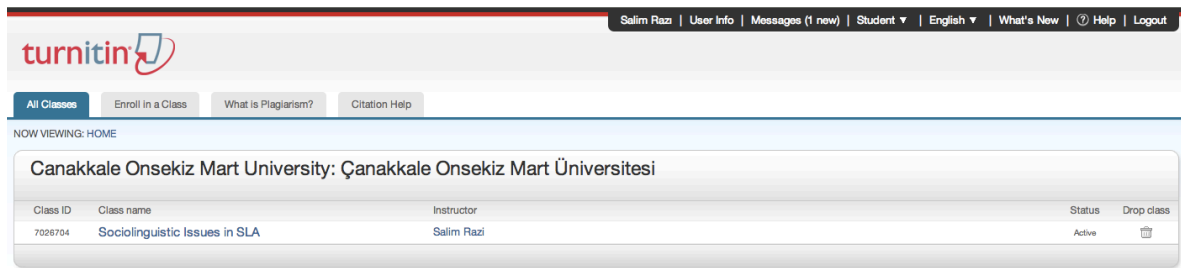 Salim Razı | User Info | Messages (1 new) | Student ▼ | English ▼ | What's New | ? Help | Logout
turnitin
All Classes Enroll in a Class What is Plagiarism? Citation Help
NOW VIEWING: HOME
Canakkale Onsekiz Mart University: Çanakkale Onsekiz Mart Üniversitesi
Class ID Class name Instructor Status Drop class
7026704 Sociolinguistic Issues in SLA Salim Razi Active